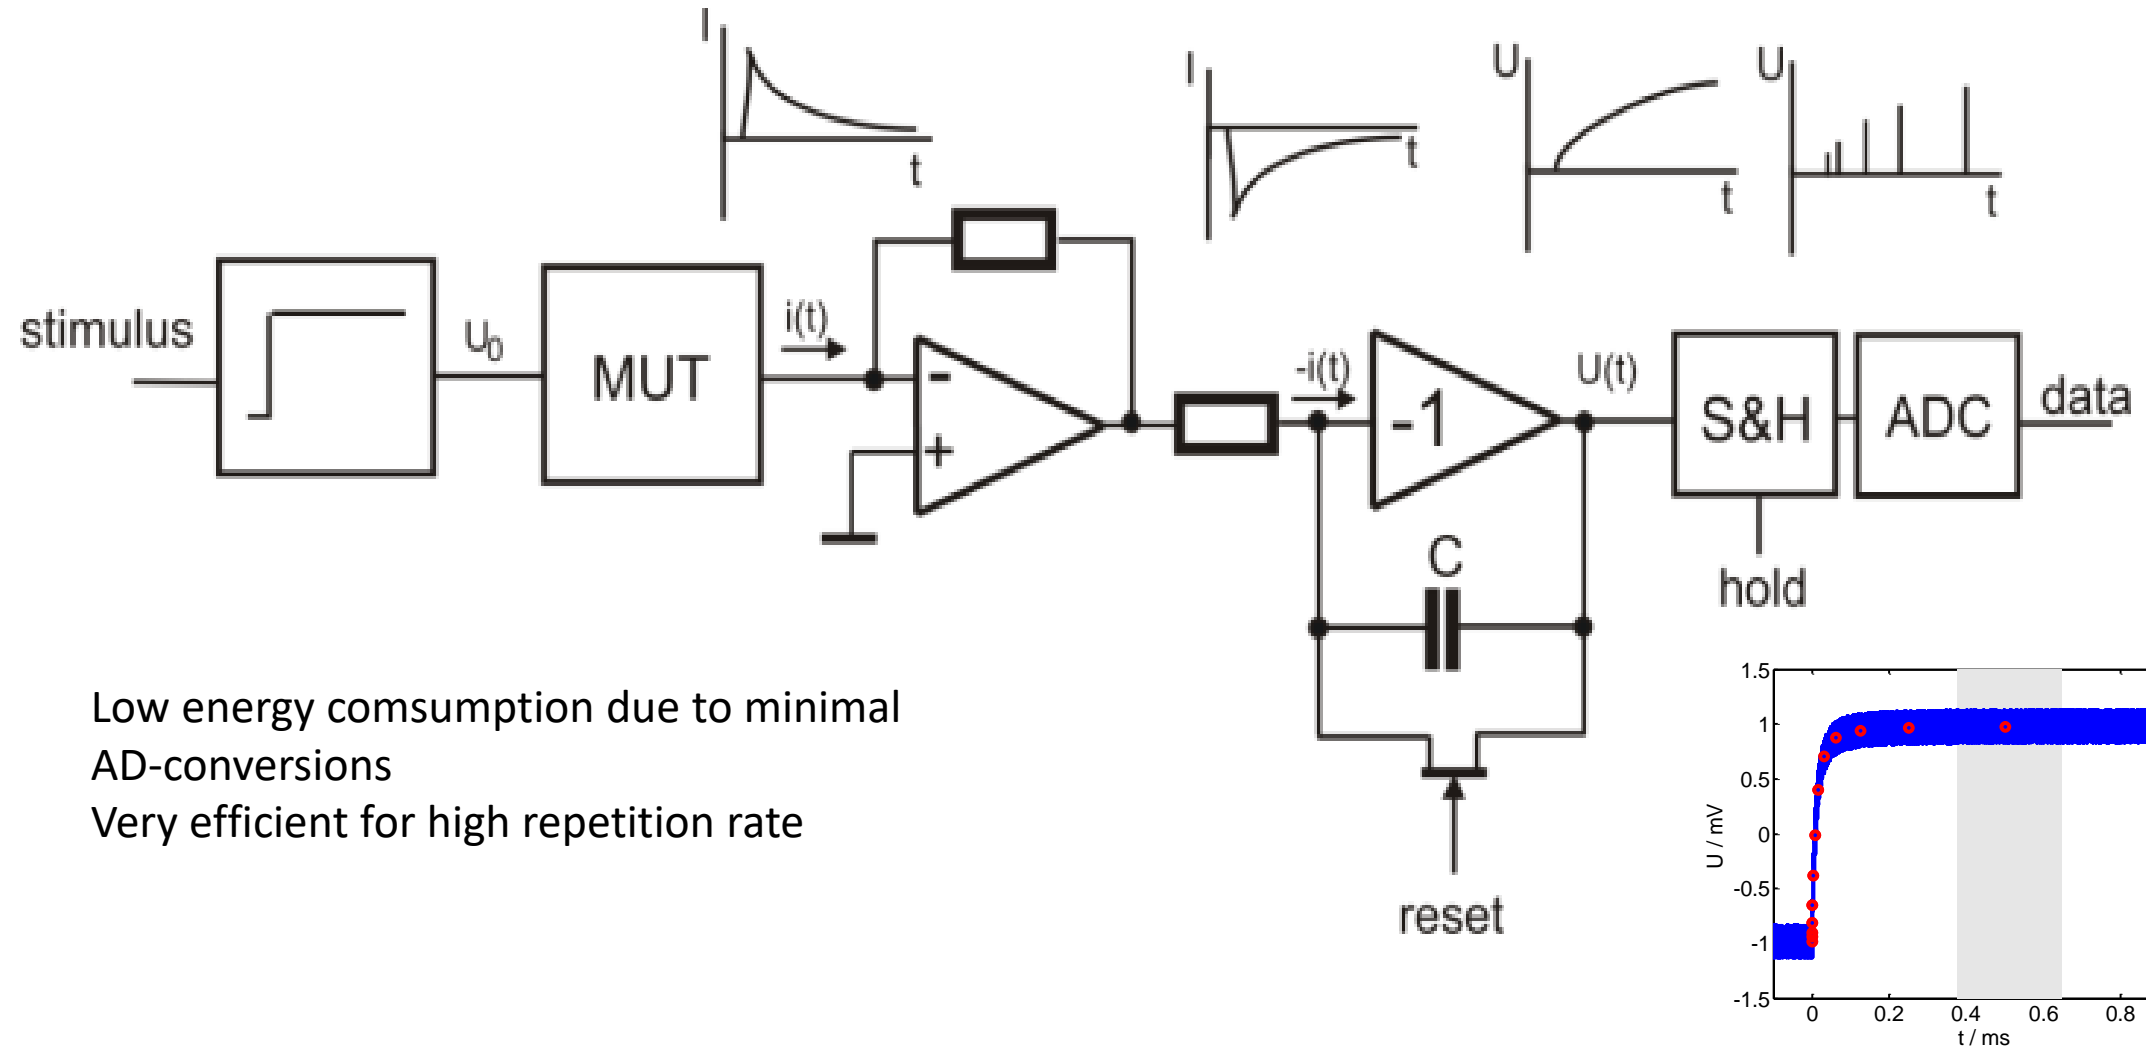 I
t
I
t
U
t
U
t
stimulus
U0
MUT
i(t)
-
+
-i(t)
-1
U(t)
S&H
ADC
data
hold
C
reset
Low energy comsumption due to minimal
AD-conversions
Very efficient for high repetition rate
1.5
1
0.5
0
-0.5
-1
-1.5
U / mV
0 0.2 0.4 0.6 0.8
t / ms